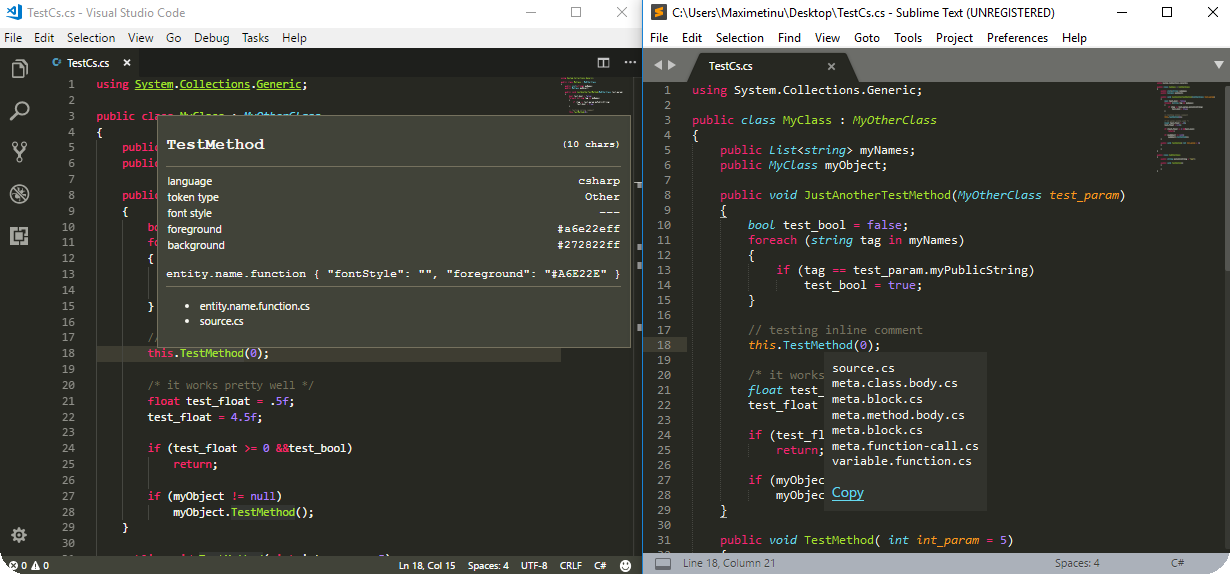 TestCs.cs - Visual Studio Code
File Edit Selection View Go Debug Tasks Help
TestCs.cs
1 using System.Collections.Generic;
2
3 public class MyClass : MyOtherClass
4 {
5 public
6 public
7
8 public
9 {
10 bo
11 fo
12 {
13
14
15 }
16
17 //
18 this.TestMethod(0);
19
20 /* it works pretty well */
21 float test_float = .5f;
22 test_float = 4.5f;
23
24 if (test_float >= 0 &&test_bool)
25 return;
26
27 if (myObject != null)
28 myObject.TestMethod();
29 }
30
TestMethod (10 chars)
language csharp
token type Other
font style ---
foreground #a6e22eff
background #272822ff
entity.name.function { "fontStyle": "", "foreground": "#A6E22E" }
• entity.name.function.cs
• source.cs
0 0 Ln 18, Col 15 Spaces: 4 UTF-8 CRLF C#
C:\Users\Maximetinu\Desktop\TestCs.cs - Sublime Text (UNREGISTERED)
File Edit Selection Find View Goto Tools Project Preferences Help
TestCs.cs
1 using System.Collections.Generic;
2
3 public class MyClass : MyOtherClass
4 {
5 public List<string> myNames;
6 public MyClass myObject;
7
8 public void JustAnotherTestMethod(MyOtherClass test_param)
9 {
10 bool test_bool = false;
11 foreach (string tag in myNames)
12 {
13 if (tag == test_param.myPublicString)
14 test_bool = true;
15 }
16
17 // testing inline comment
18 this.TestMethod(0);
19
20 /* it works
21 float test_
22 test_float
23
24 if (test_fl
25 return;
26
27 if (myObjec
28 myObjec
29 }
30
31 public void TestMethod( int int_param = 5)
32 {
source.cs
meta.class.body.cs
meta.block.cs
meta.method.body.cs
meta.block.cs
meta.function-call.cs
variable.function.cs
Copy
Line 18, Column 21 Spaces: 4 C#